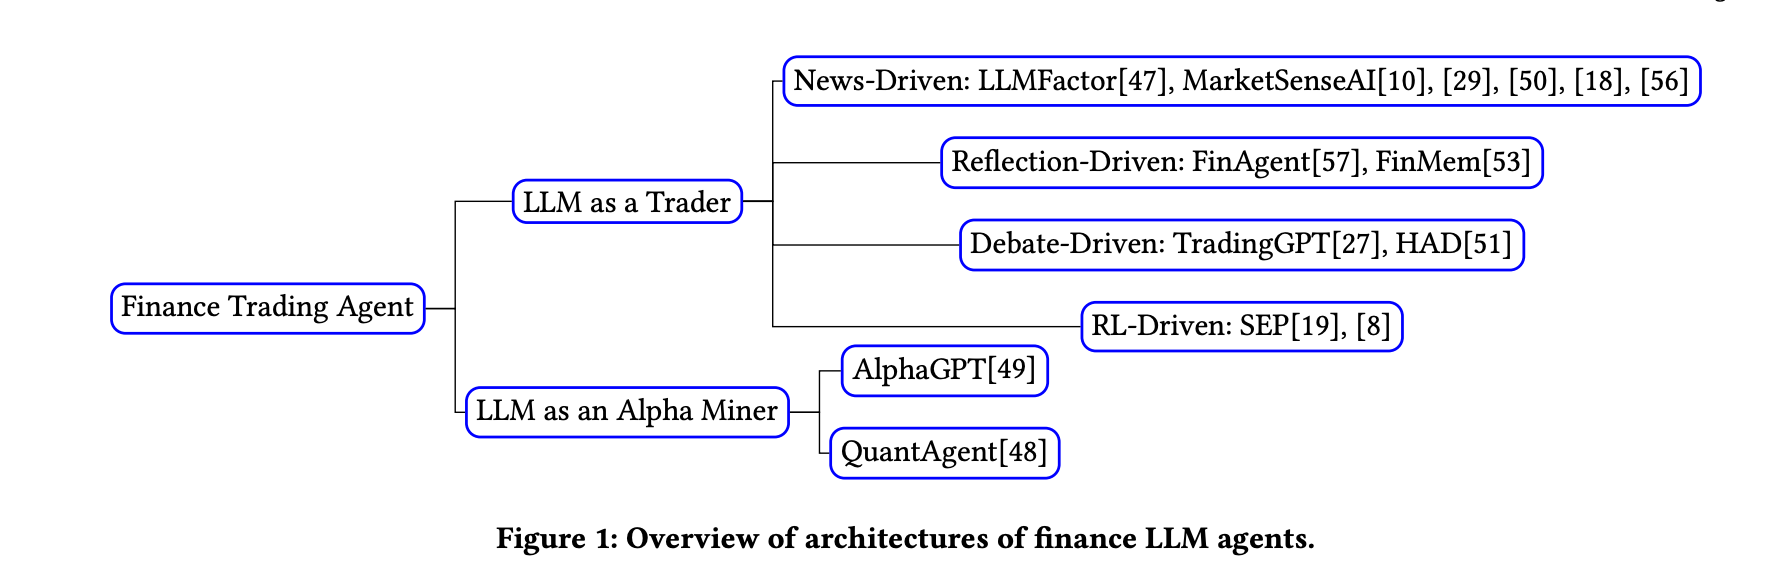 News-Driven: LLMFactor[47], MarketSenseAI[10], [29], [50], [18], [56]
Reflection-Driven: FinAgent[57], FinMem[53]
LLM as a Trader
Debate-Driven: TradingGPT[27], HAD[51]
Finance Trading Agent
RL-Driven: SEP[19], [8]
AlphaGPT[49]
LLM as an Alpha Miner
QuantAgent[48]
Figure 1: Overview of architectures of finance LLM agents.